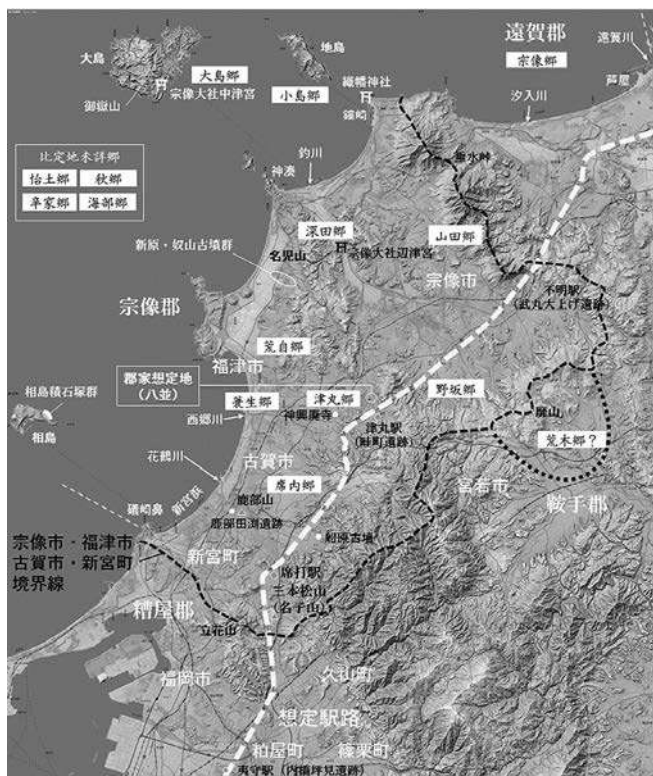 遠賀郡
宗像郷
遠賀川
芦屋
大島
大島郷
宗像大社中津宮
御嶽山
地島
小島郷
織幡神社
鐘崎
汐入川
垂水峠
比定地未詳郷
怡土郷
秋郷
辛家郷
海部郷
釣川
神湊
深田郷
名児山
宗像大社辺津宮
新原・奴山古墳群
山田郷
宗像市
不明駅
(武丸大上げ遺跡)
宗像郡
荒自郷
福津市
郡家想定地
(八並)
蓑生郷
津丸郷
神興廃寺
野坂郷
津丸駅
(畦町遺跡)
荒木郷?
相島積石塚群
相島
西郷川
花鶴川
古賀市
席内郷
宮若市
鞍手郡
新宮浜
磯崎鼻
鹿部山
鹿部田渕遺跡
船原古墳
宗像市・福津市
古賀市・新宮町
境界線
新宮町
席打駅
三本松山
(名子山)
糟屋郡
立花山
福岡市
久山町
想定駅路
粕屋町
篠栗町
夷守駅(内橋坪見遺跡)